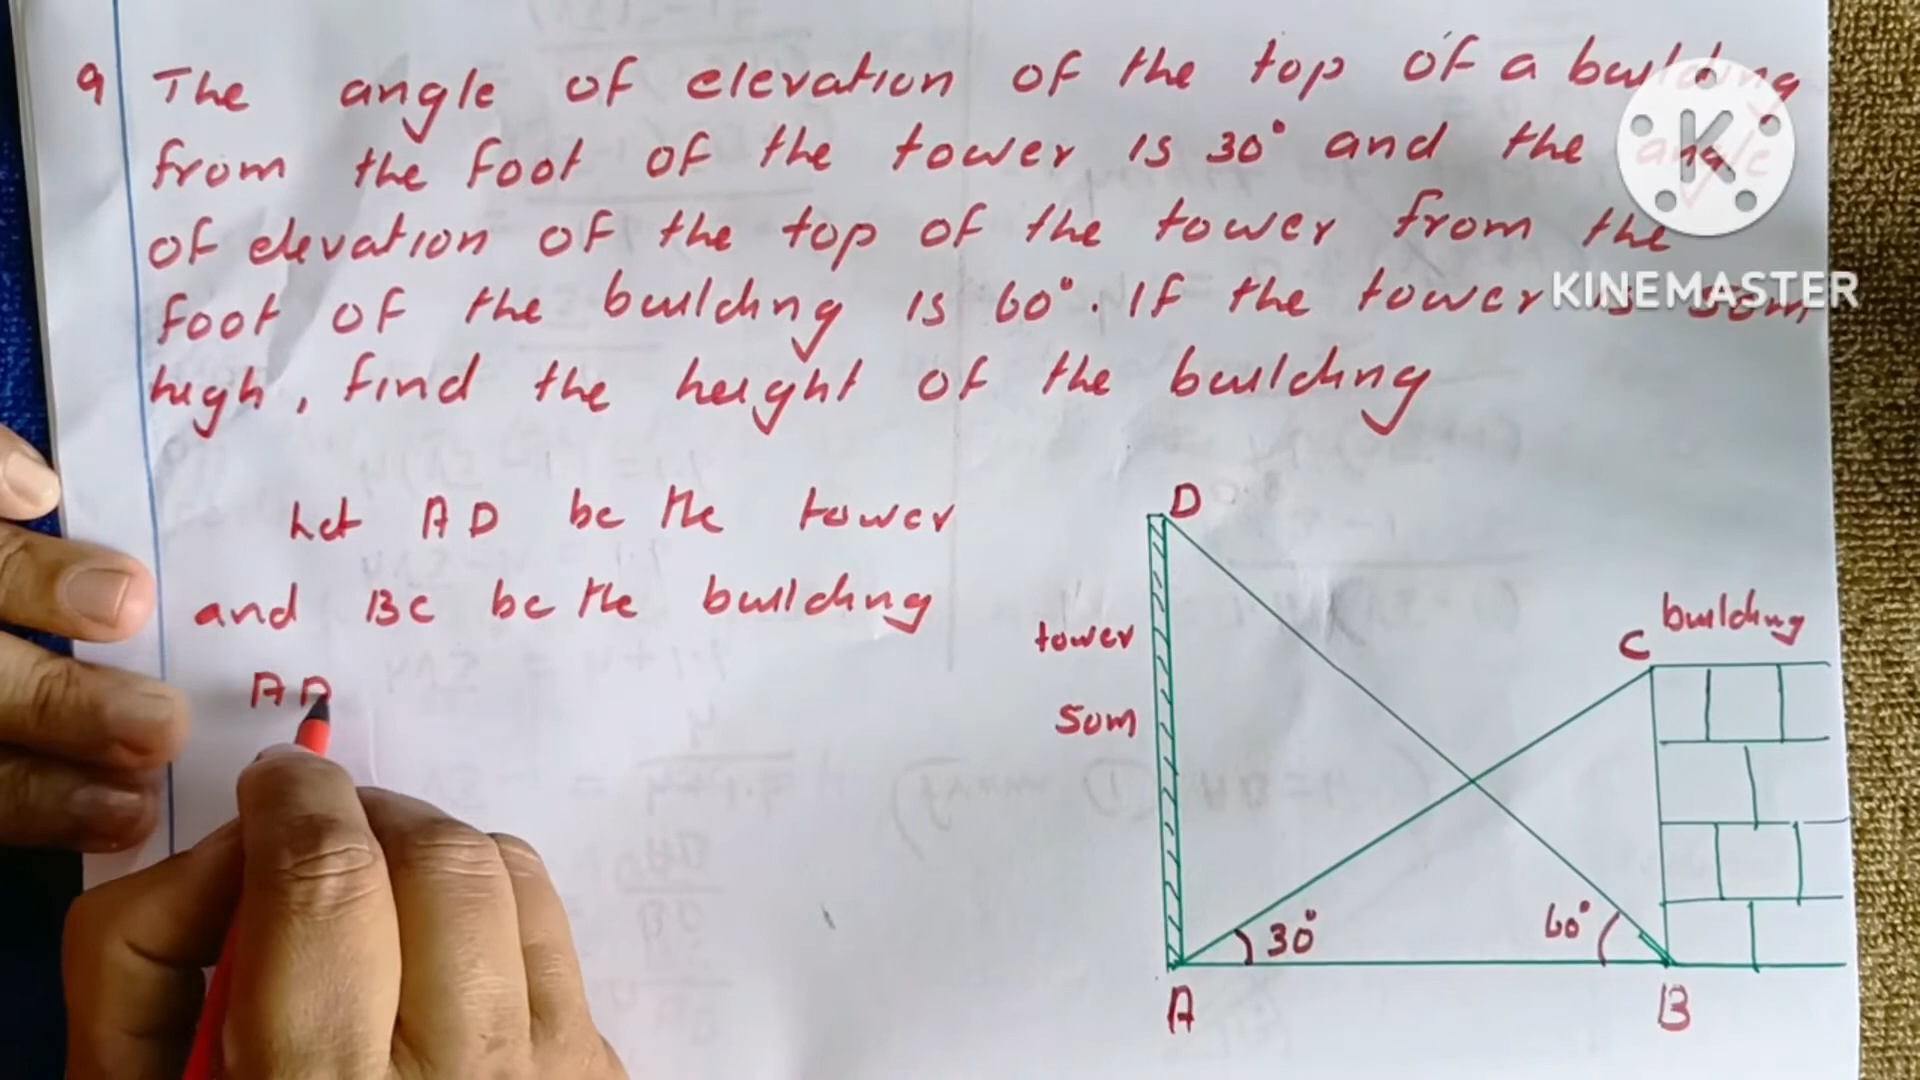 9 The angle of elevation of the top of a building
from the foot of the tower is 30° and the angle
of elevation of the top of the tower from the
foot of the building is 60°. If the tower is 50m
high, find the height of the building
Let AD be the tower
and BC be the building
AD
D
tower
50m
C building
30°
60°
A
B
K
KINEMASTER